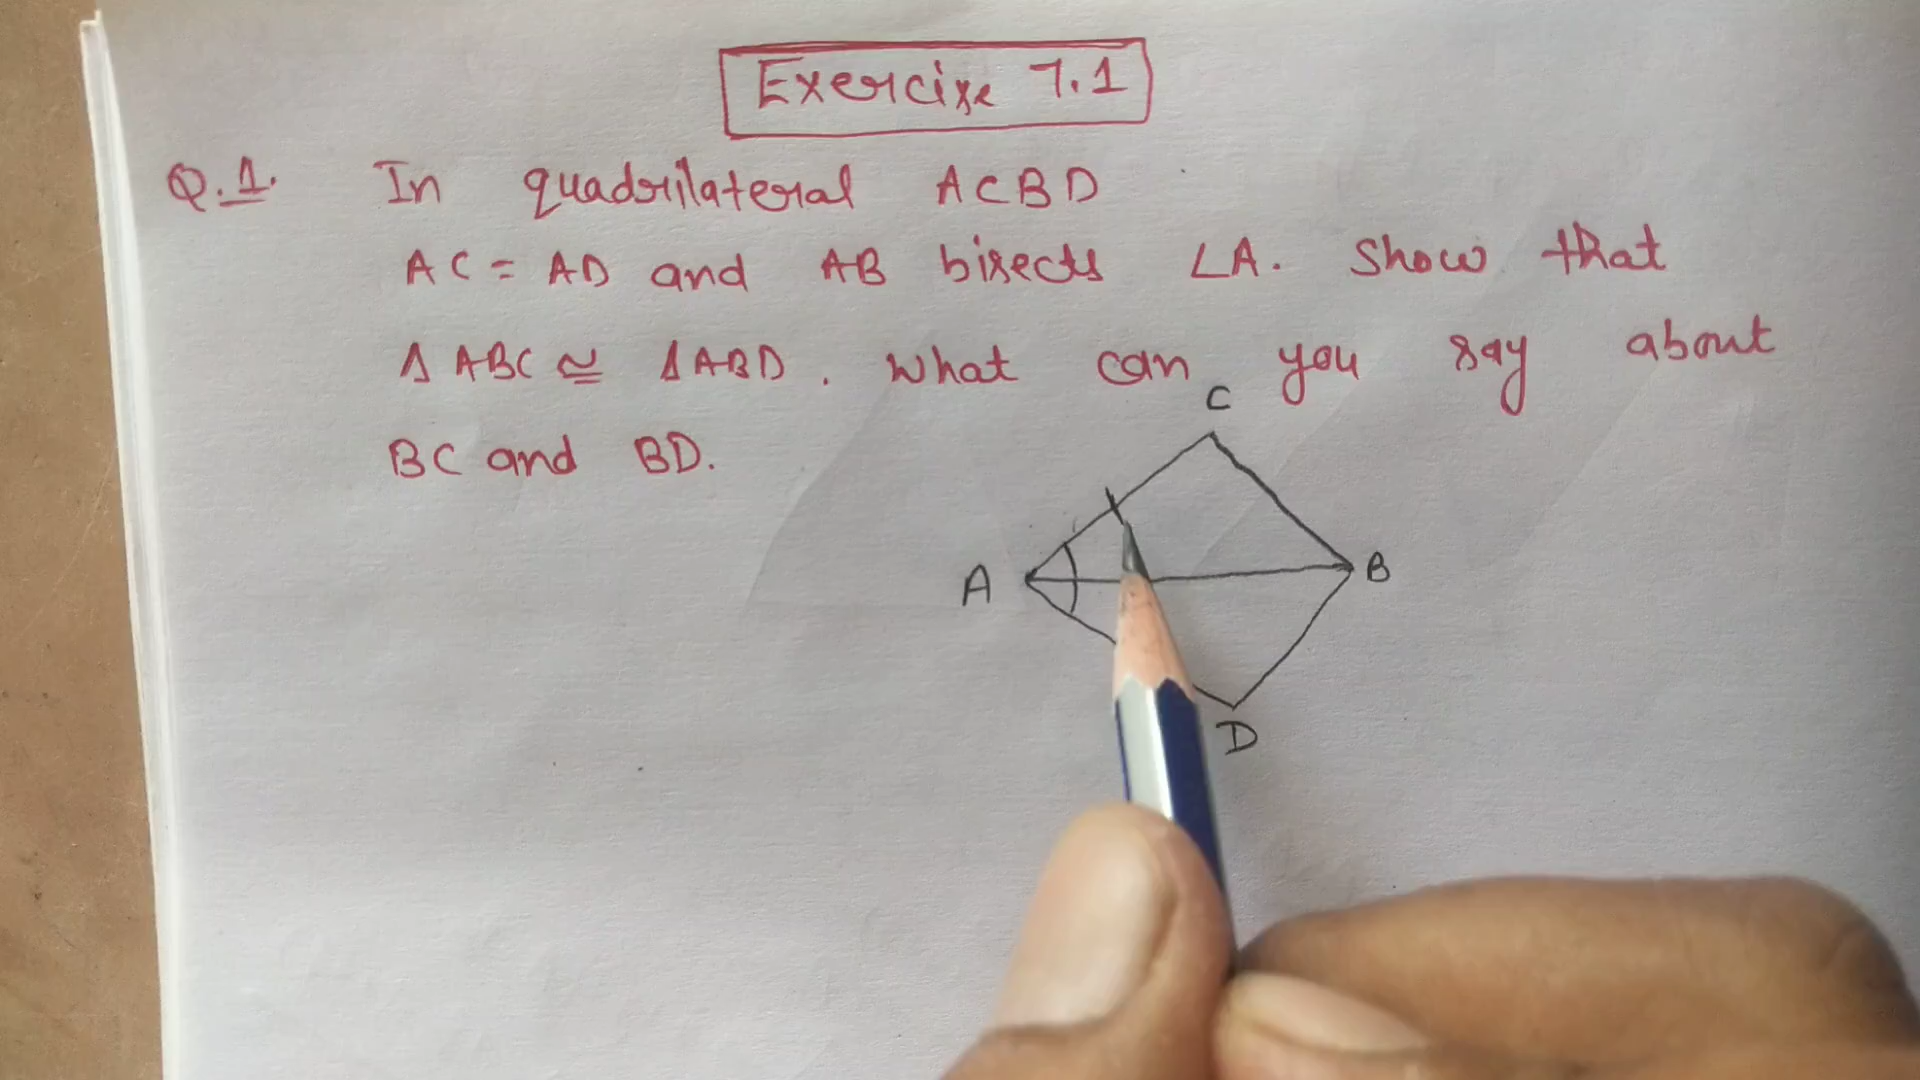 Exercise 7.1
Q.1. In quadrilateral ACBD
AC = AD and AB bisects ∠A. Show that
Δ ABC ≅ ΔABD. What can you say about
BC and BD.
C
A
B
D